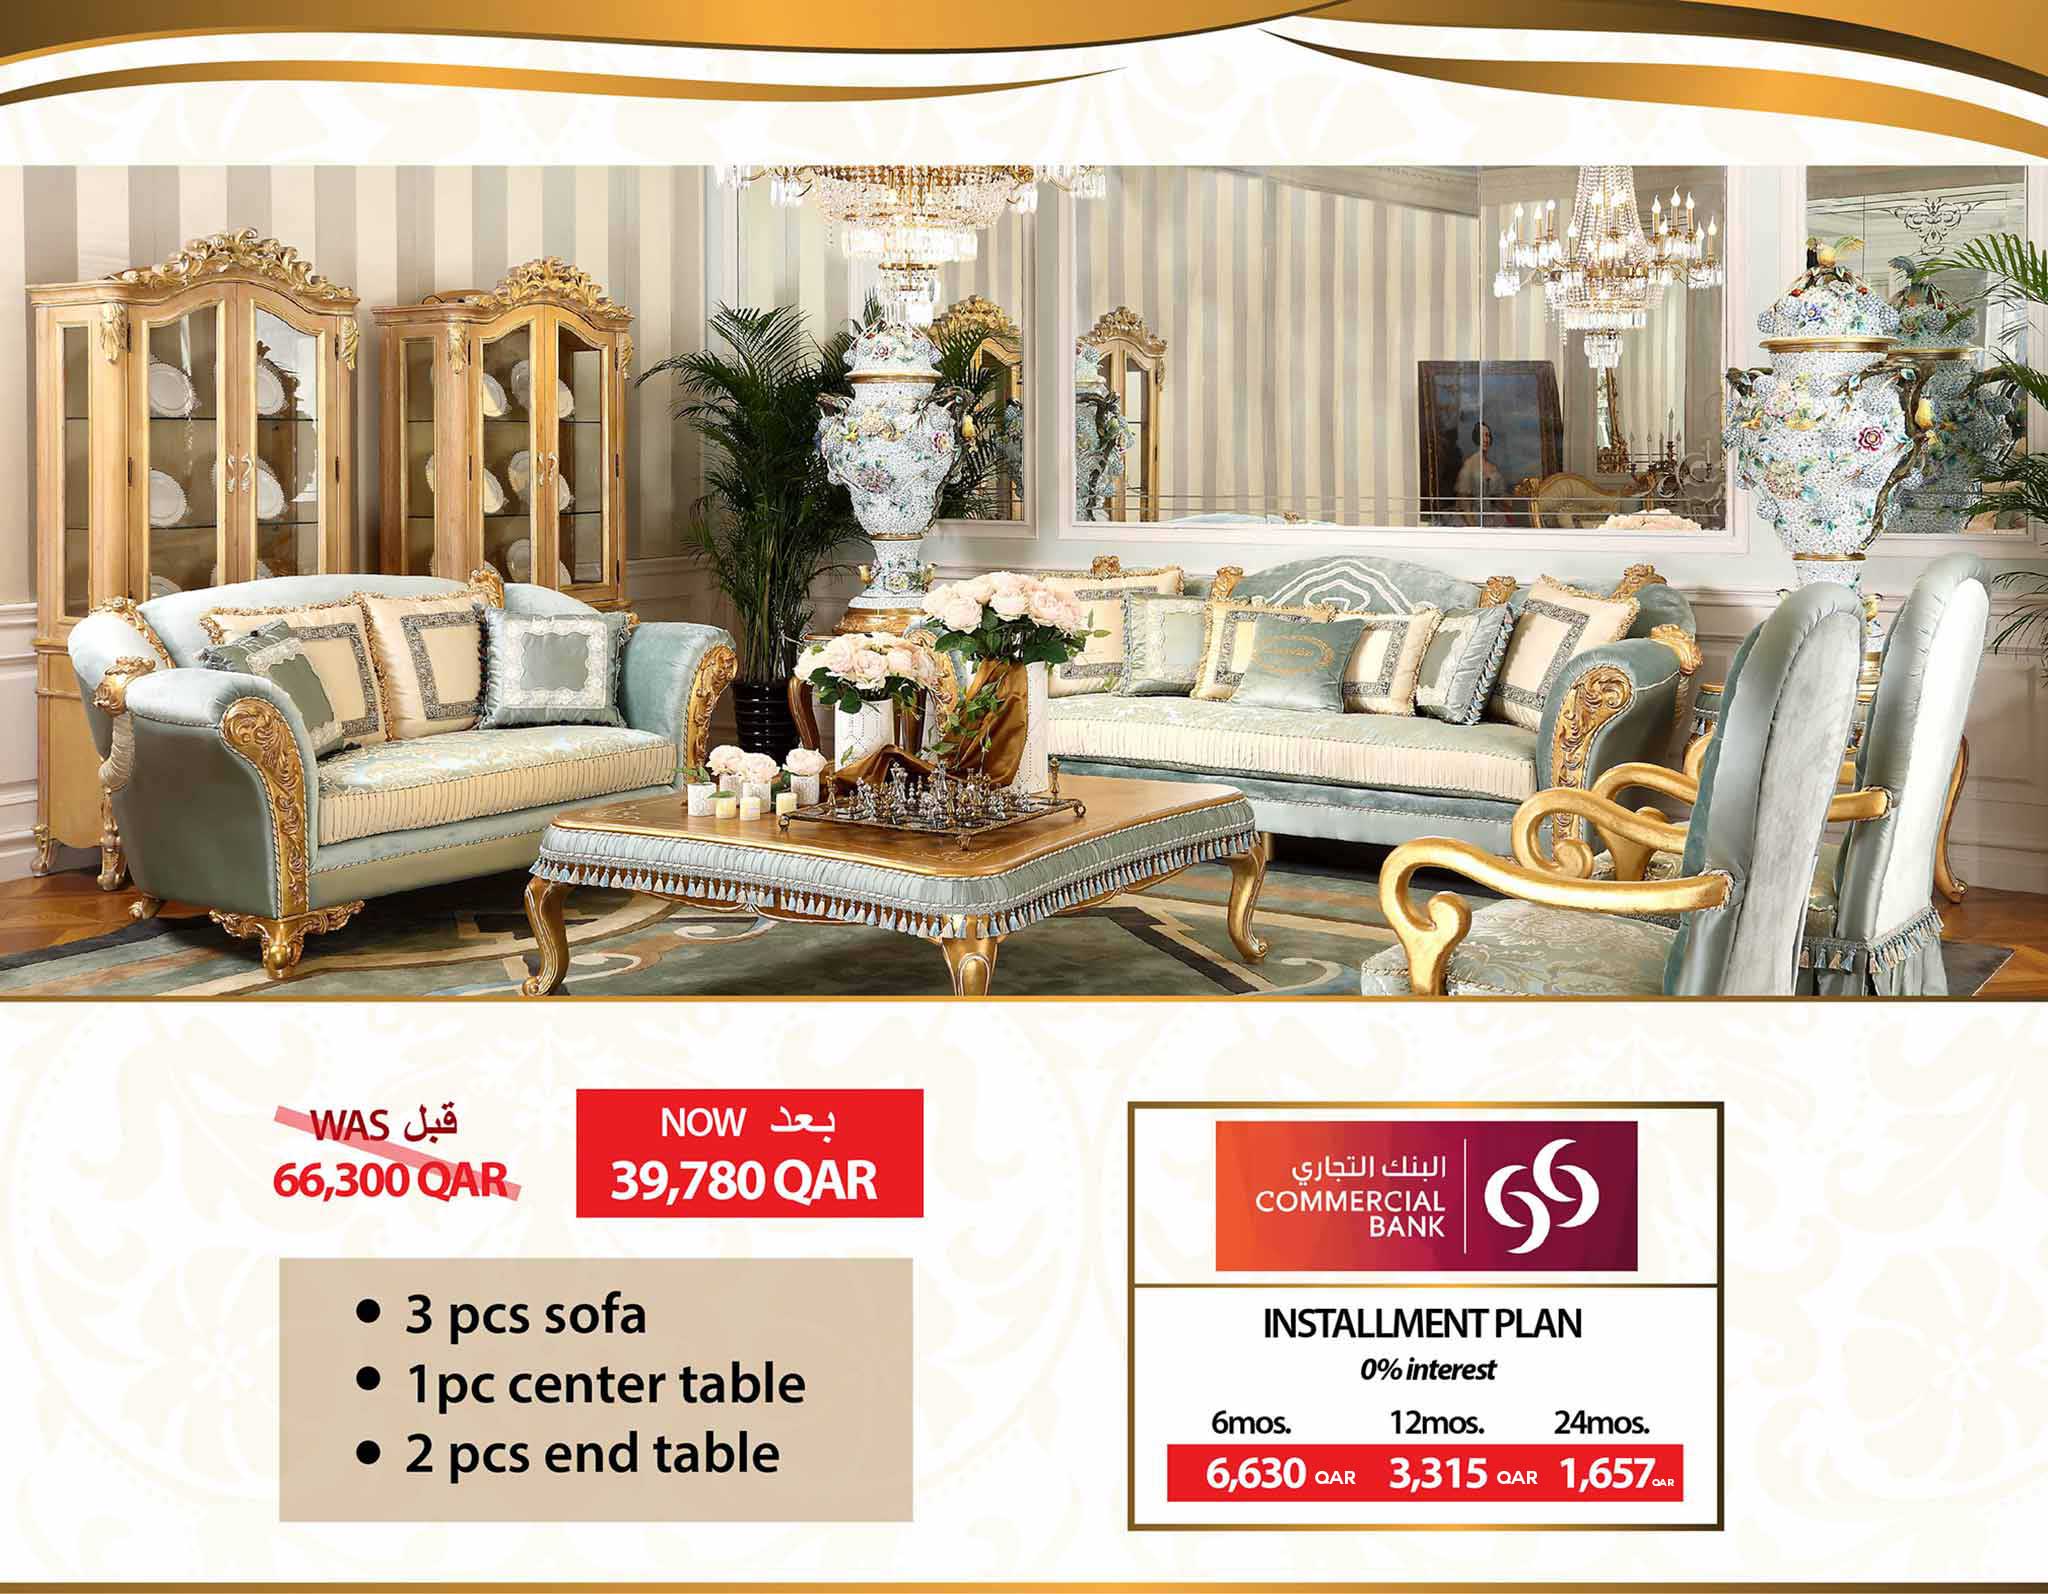 WAS قبل
66,300 QAR
NOW بعد
39,780 QAR
• 3 pcs sofa
• 1pc center table
• 2 pcs end table
البنك التجاري
COMMERCIAL
BANK
INSTALLMENT PLAN
0% interest
6mos. 12mos. 24mos.
6,630 QAR 3,315 QAR 1,657 QAR